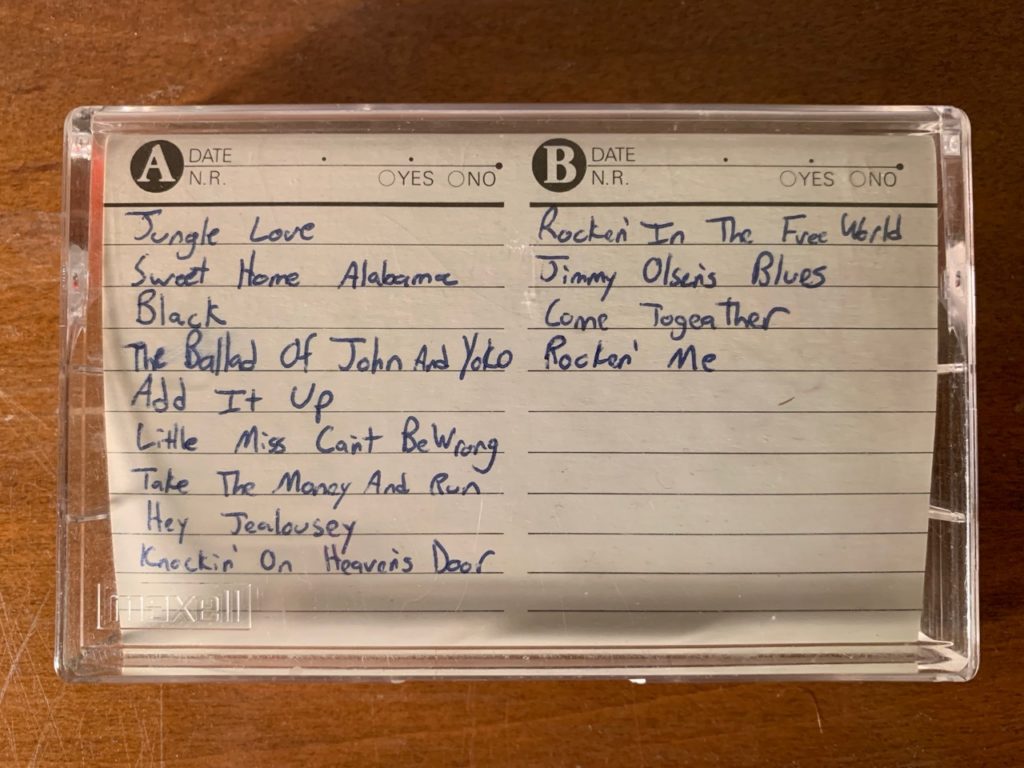 A DATE
N.R. YES NO
Jungle Love
Sweet Home Alabama
Black
The Ballad Of John And Yoko
Add It Up
Little Miss Can't Be Wrong
Take The Money And Run
Hey Jealousey
Knockin' On Heaven's Door
maxell
B DATE
N.R. YES NO
Rocken' In The Free World
Jimmy Olsen's Blues
Come Togeather
Rocken' Me